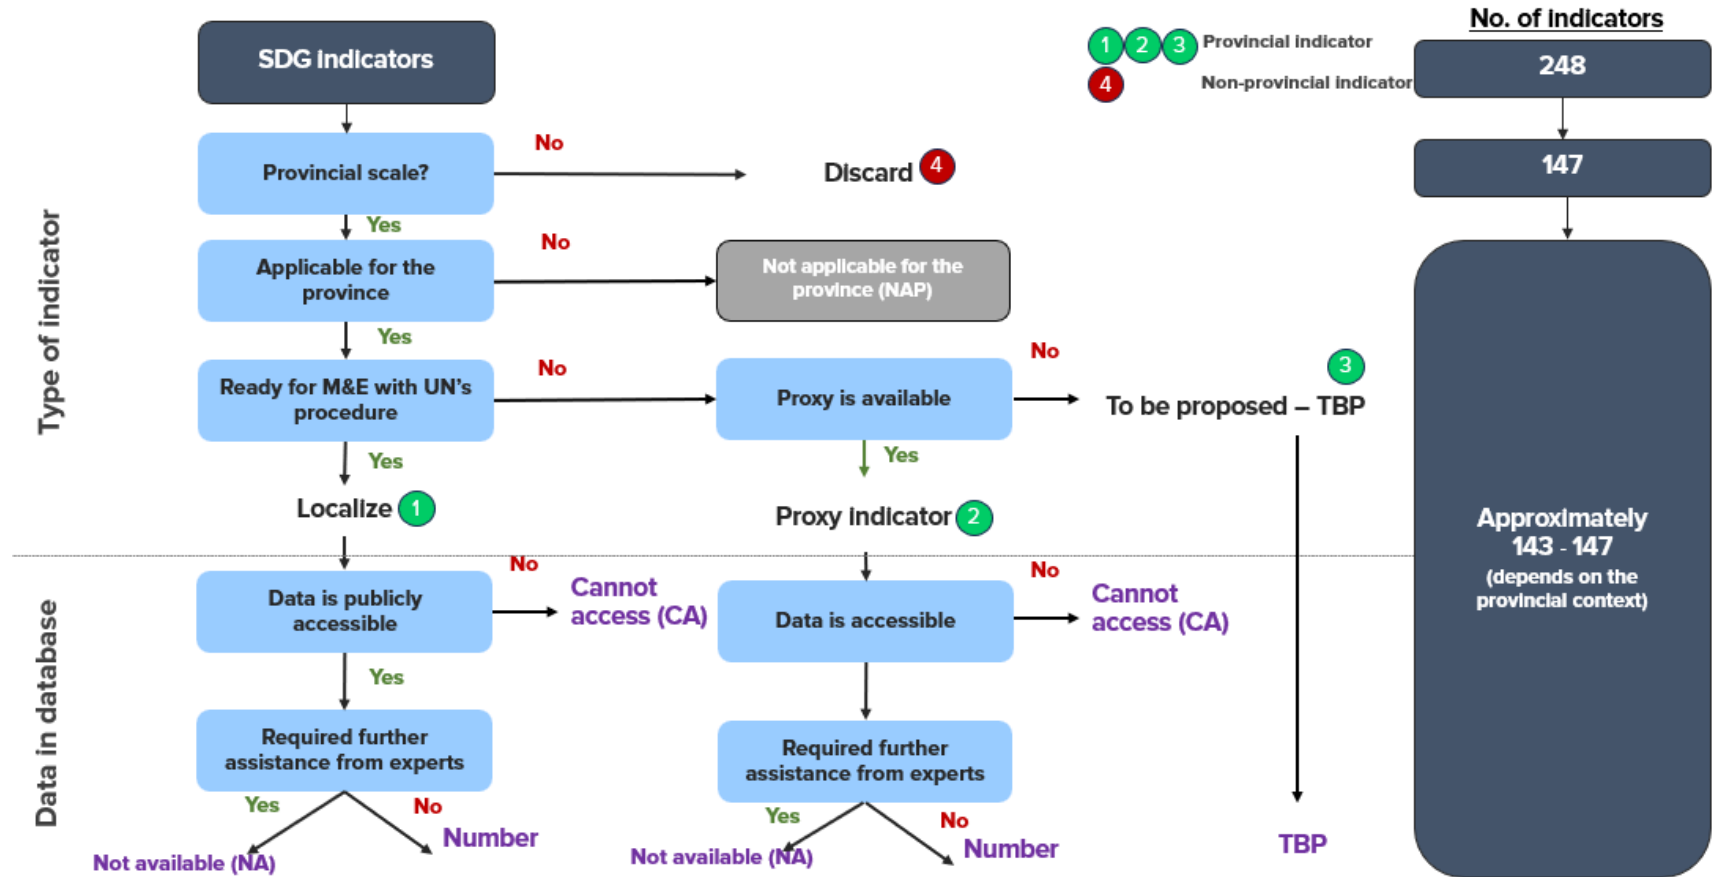 No. of indicators
SDG indicators
1 2 3 Provincial indicator
248
4 Non-provincial indicator
Provincial scale?
No
Discard 4
147
Yes
Applicable for the
province
No
Not applicable for the
province (NAP)
Yes
Ready for M&E with UN's
procedure
No
Proxy is available
No
3
To be proposed – TBP
Yes
Yes
Localize 1
Proxy indicator 2
Type of indicator
Approximately
143 - 147
(depends on the
provincial context)
Data is publicly
accessible
No
Cannot
access (CA)
Data is accessible
No
Cannot
access (CA)
Yes
Required further
assistance from experts
Required further
assistance from experts
Yes
No
Not available (NA)
Number
Yes
No
Not available (NA)
Number
TBP
Data in database